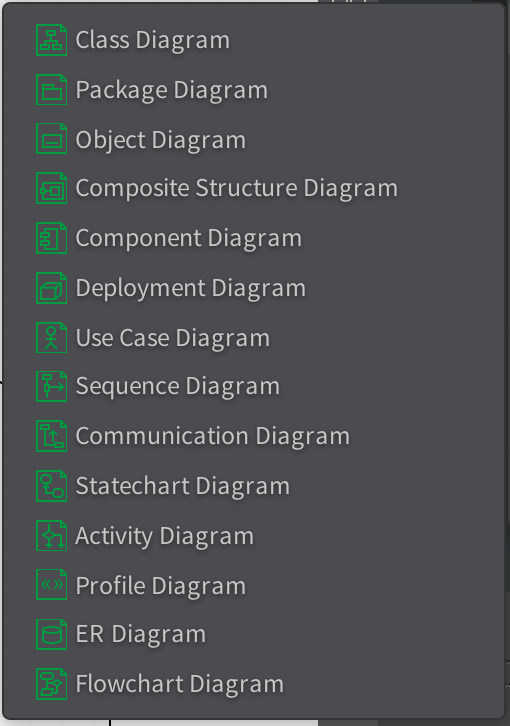 Class Diagram
Package Diagram
Object Diagram
Composite Structure Diagram
Component Diagram
Deployment Diagram
Use Case Diagram
Sequence Diagram
Communication Diagram
Statechart Diagram
Activity Diagram
Profile Diagram
ER Diagram
Flowchart Diagram